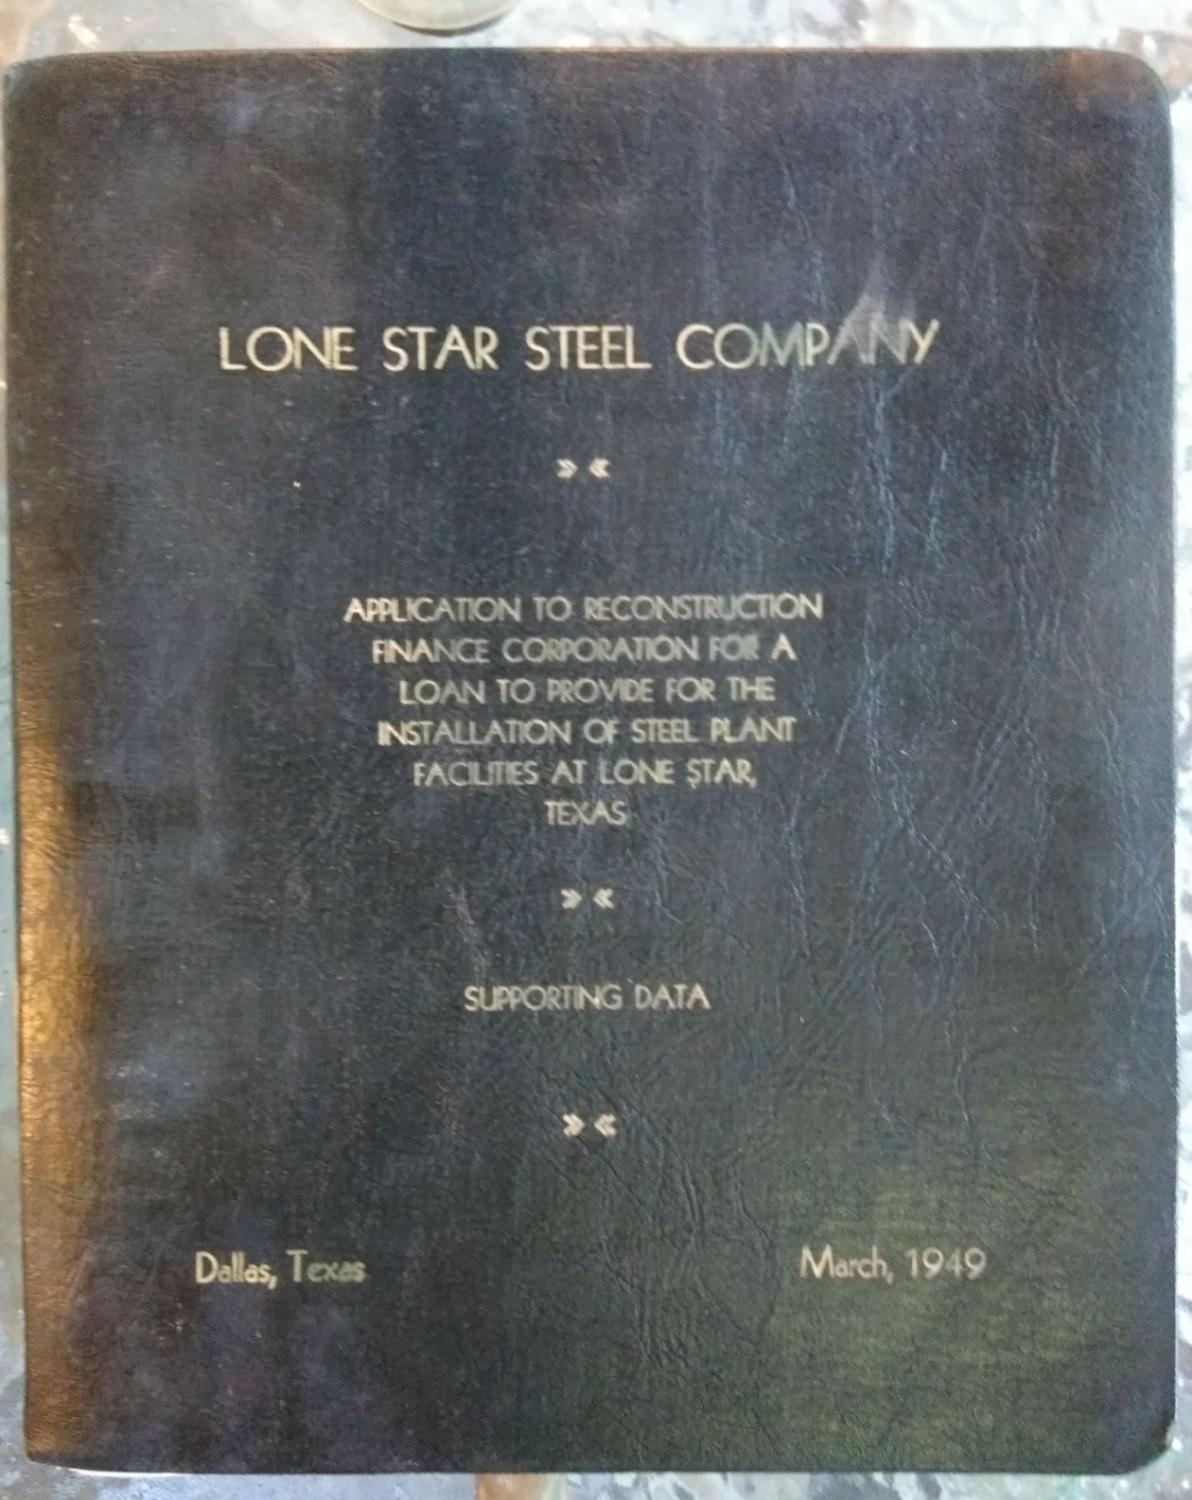 LONE STAR STEEL COMPANY
» «
APPLICATION TO RECONSTRUCTION
FINANCE CORPORATION FOR A
LOAN TO PROVIDE FOR THE
INSTALLATION OF STEEL PLANT
FACILITIES AT LONE STAR,
TEXAS
» «
SUPPORTING DATA
» «
Dallas, Texas March, 1949